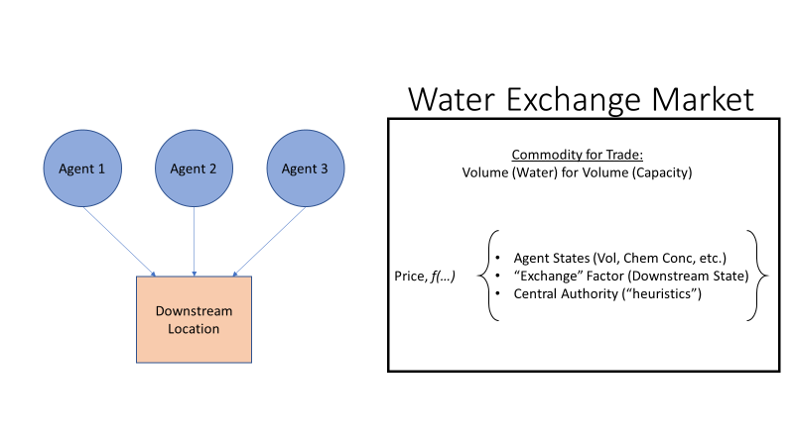 Water Exchange Market
Agent 1
Agent 2
Agent 3
Downstream
Location
Commodity for Trade:
Volume (Water) for Volume (Capacity)
Price, f(…)
• Agent States (Vol, Chem Conc, etc.)
• “Exchange” Factor (Downstream State)
• Central Authority (“heuristics”)